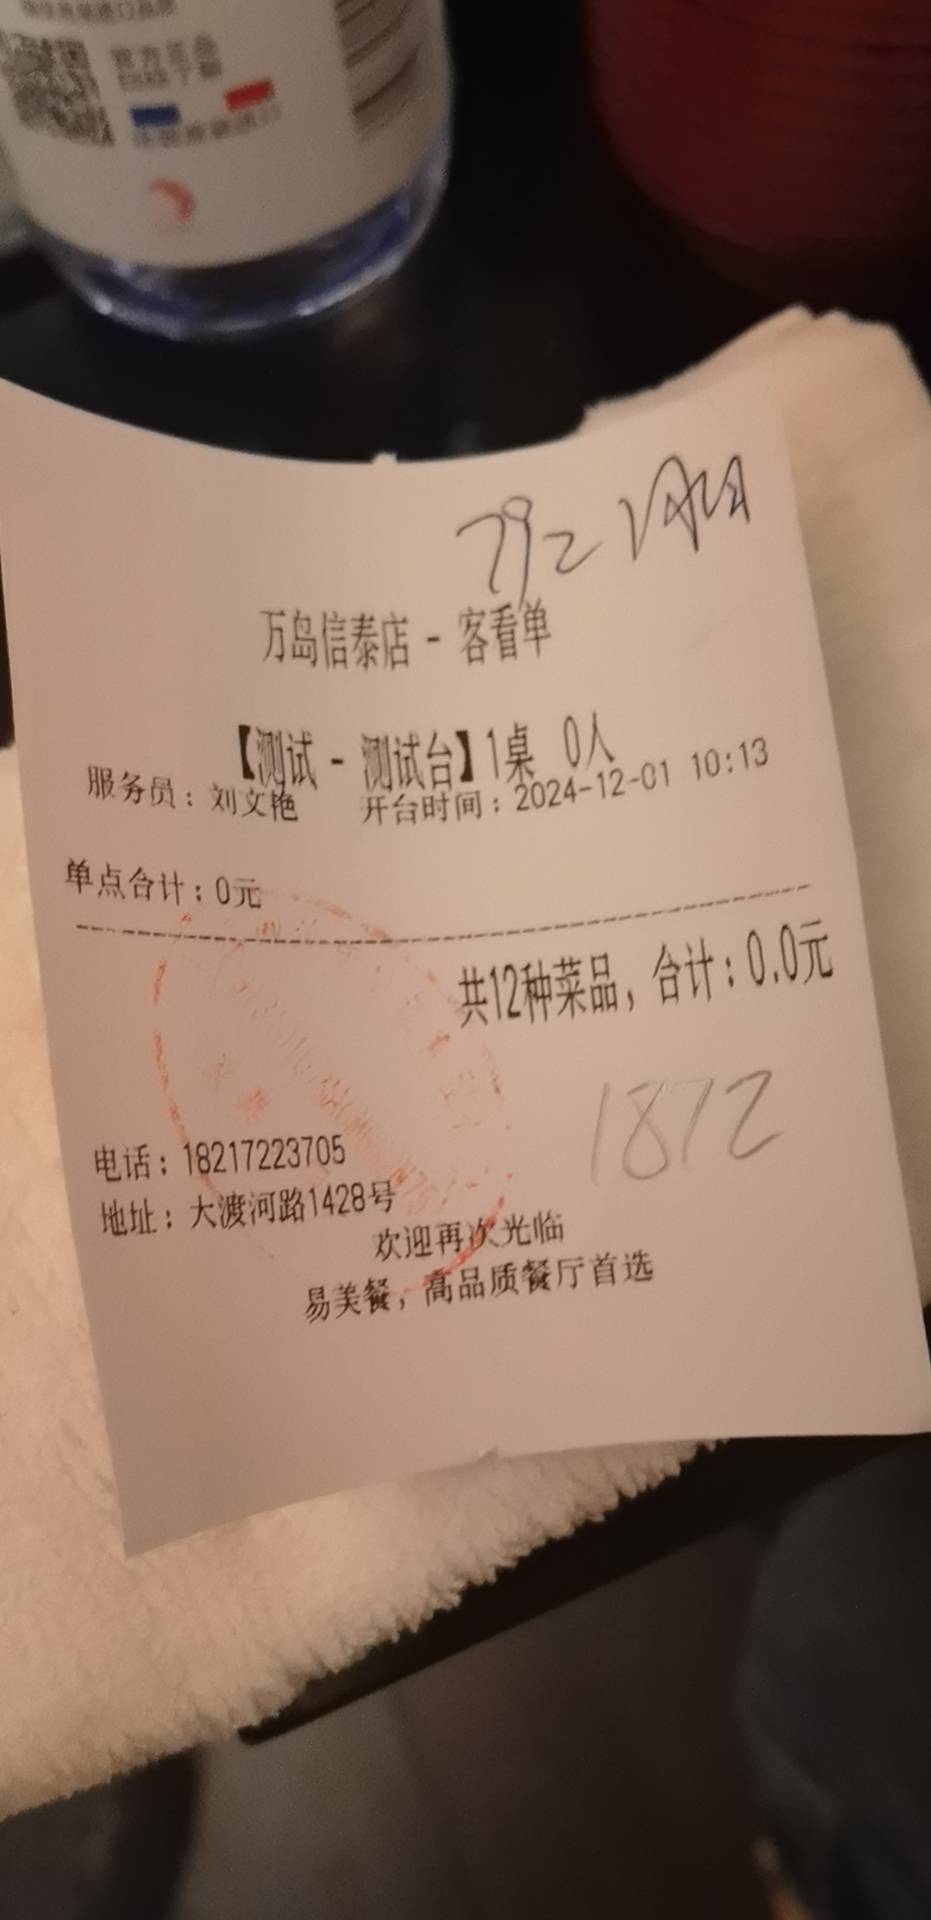 万岛信泰店 - 客看单
【测试 - 测试台】1桌 0人
服务员：刘文艳 开台时间：2024-12-01 10:13
单点合计：0元
共12种菜品，合计：0.0元
1872
电话：18217223705
地址：大渡河路1428号
欢迎再次光临
易美餐，高品质餐厅首选